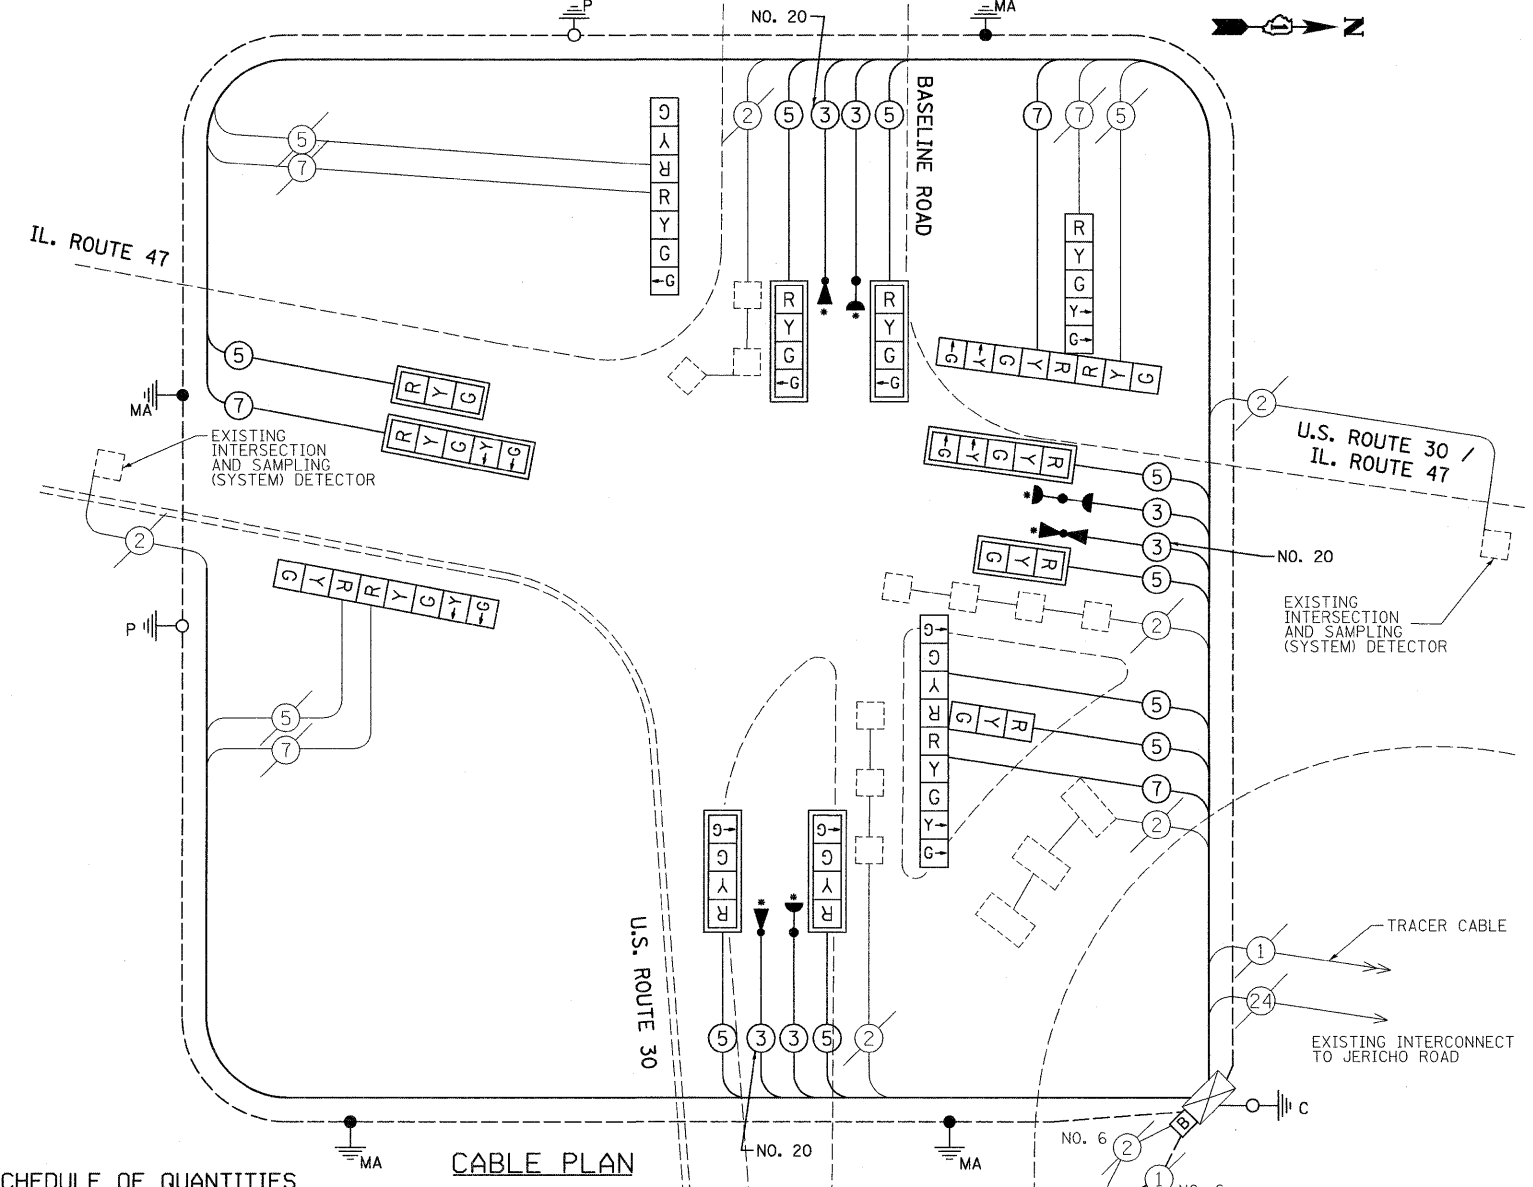 P
NO. 20
MA
N
2
5
3
3
5
7
7
5
BASELINE ROAD
5
7
G
Y
R
R
Y
G
←G
IL. ROUTE 47
R
Y
G
Y→
G→
R
Y
G
←G
R
Y
G
←G
←G
←Y
G
Y
R
R
Y
G
5
R Y G
7
R Y G ←Y ←G
MA
EXISTING
INTERSECTION
AND SAMPLING
(SYSTEM) DETECTOR
2
U.S. ROUTE 30 /
IL. ROUTE 47
←G ←Y G Y R
5
*
3
*
3
NO. 20
G Y R
5
2
P
G Y R R Y G ←Y ←G
2
EXISTING
INTERSECTION
AND SAMPLING
(SYSTEM) DETECTOR
G→
G
Y
R
R
Y
G
Y→
G→
5
G Y R
5
7
2
5
7
G→
G
Y
R
G→
G
Y
R
*
*
U.S. ROUTE 30
5
3
3
5
2
1
TRACER CABLE
24
EXISTING INTERCONNECT
TO JERICHO ROAD
C
B
NO. 6
2
1
MA
CABLE PLAN
NO. 20
MA
CHEDULE OF QUANTITIES